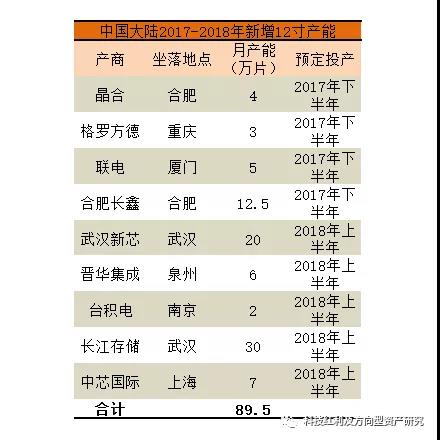 中国大陆2017-2018年新增12寸产能
产商 坐落地点 月产能 预定投产
(万片)
晶合 合肥 4 2017年下
半年
格罗方德 重庆 3 2017年下
半年
联电 厦门 5 2017年下
半年
合肥长鑫 合肥 12.5 2017年下
半年
武汉新芯 武汉 20 2018年上
半年
晋华集成 泉州 6 2018年上
半年
台积电 南京 2 2018年上
半年
长江存储 武汉 30 2018年上
半年
中芯国际 上海 7 2018年上
半年
合计 89.5
科技红利及方向型资产研究